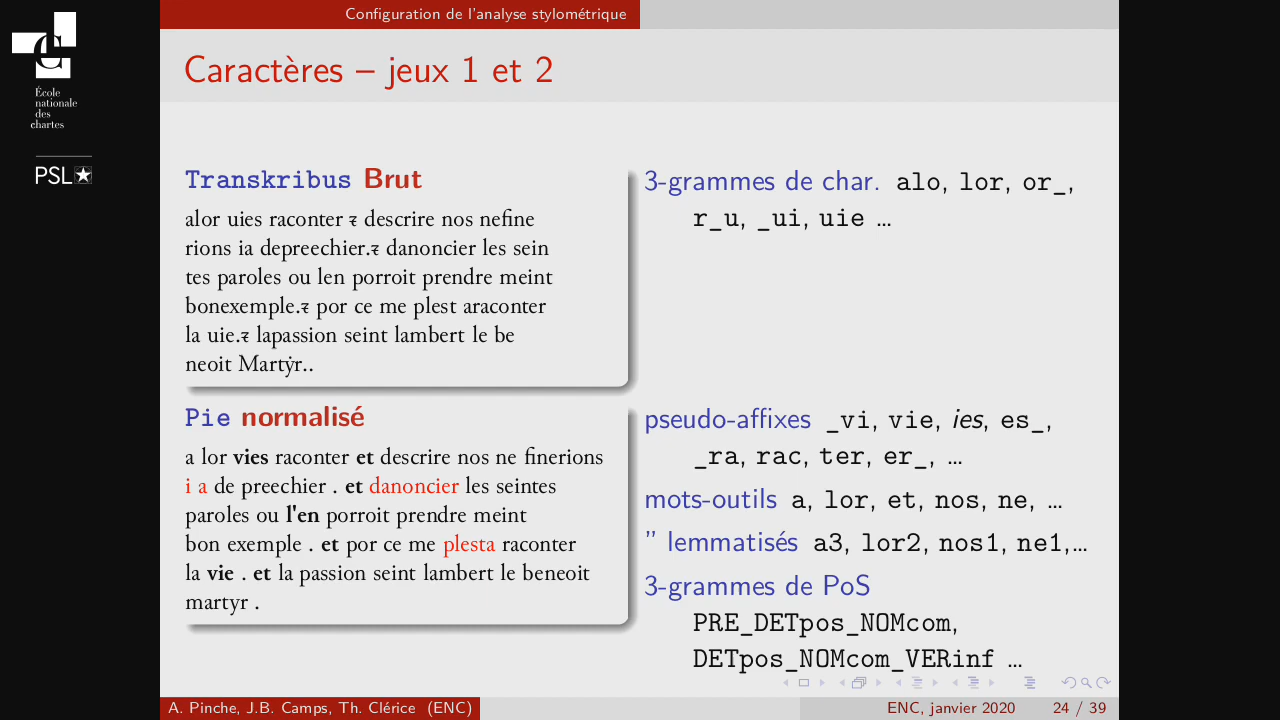 École
nationale
des
chartes
PSL
Configuration de l'analyse stylométrique
Caractères – jeux 1 et 2
Transkribus Brut
alor uies raconter ⁊ descrire nos nefine
rions ia depreechier.⁊ danoncier les sein
tes paroles ou len porroit prendre meint
bonexemple.⁊ por ce me plest araconter
la uie.⁊ lapassion seint lambert le be
neoit Martẏr..
3-grammes de char. alo, lor, or_,
r_u, _ui, uie ...
Pie normalisé
a lor vies raconter et descrire nos ne finerions
i a de preechier . et danoncier les seintes
paroles ou l'en porroit prendre meint
bon exemple . et por ce me plesta raconter
la vie . et la passion seint lambert le beneoit
martyr .
pseudo-affixes _vi, vie, ies, es_,
_ra, rac, ter, er_, ...
mots-outils a, lor, et, nos, ne, ...
” lemmatisés a3, lor2, nos1, ne1,...
3-grammes de PoS
PRE_DETpos_NOMcom,
DETpos_NOMcom_VERinf ...
A. Pinche, J.B. Camps, Th. Clérice (ENC)
ENC, janvier 2020
24 / 39